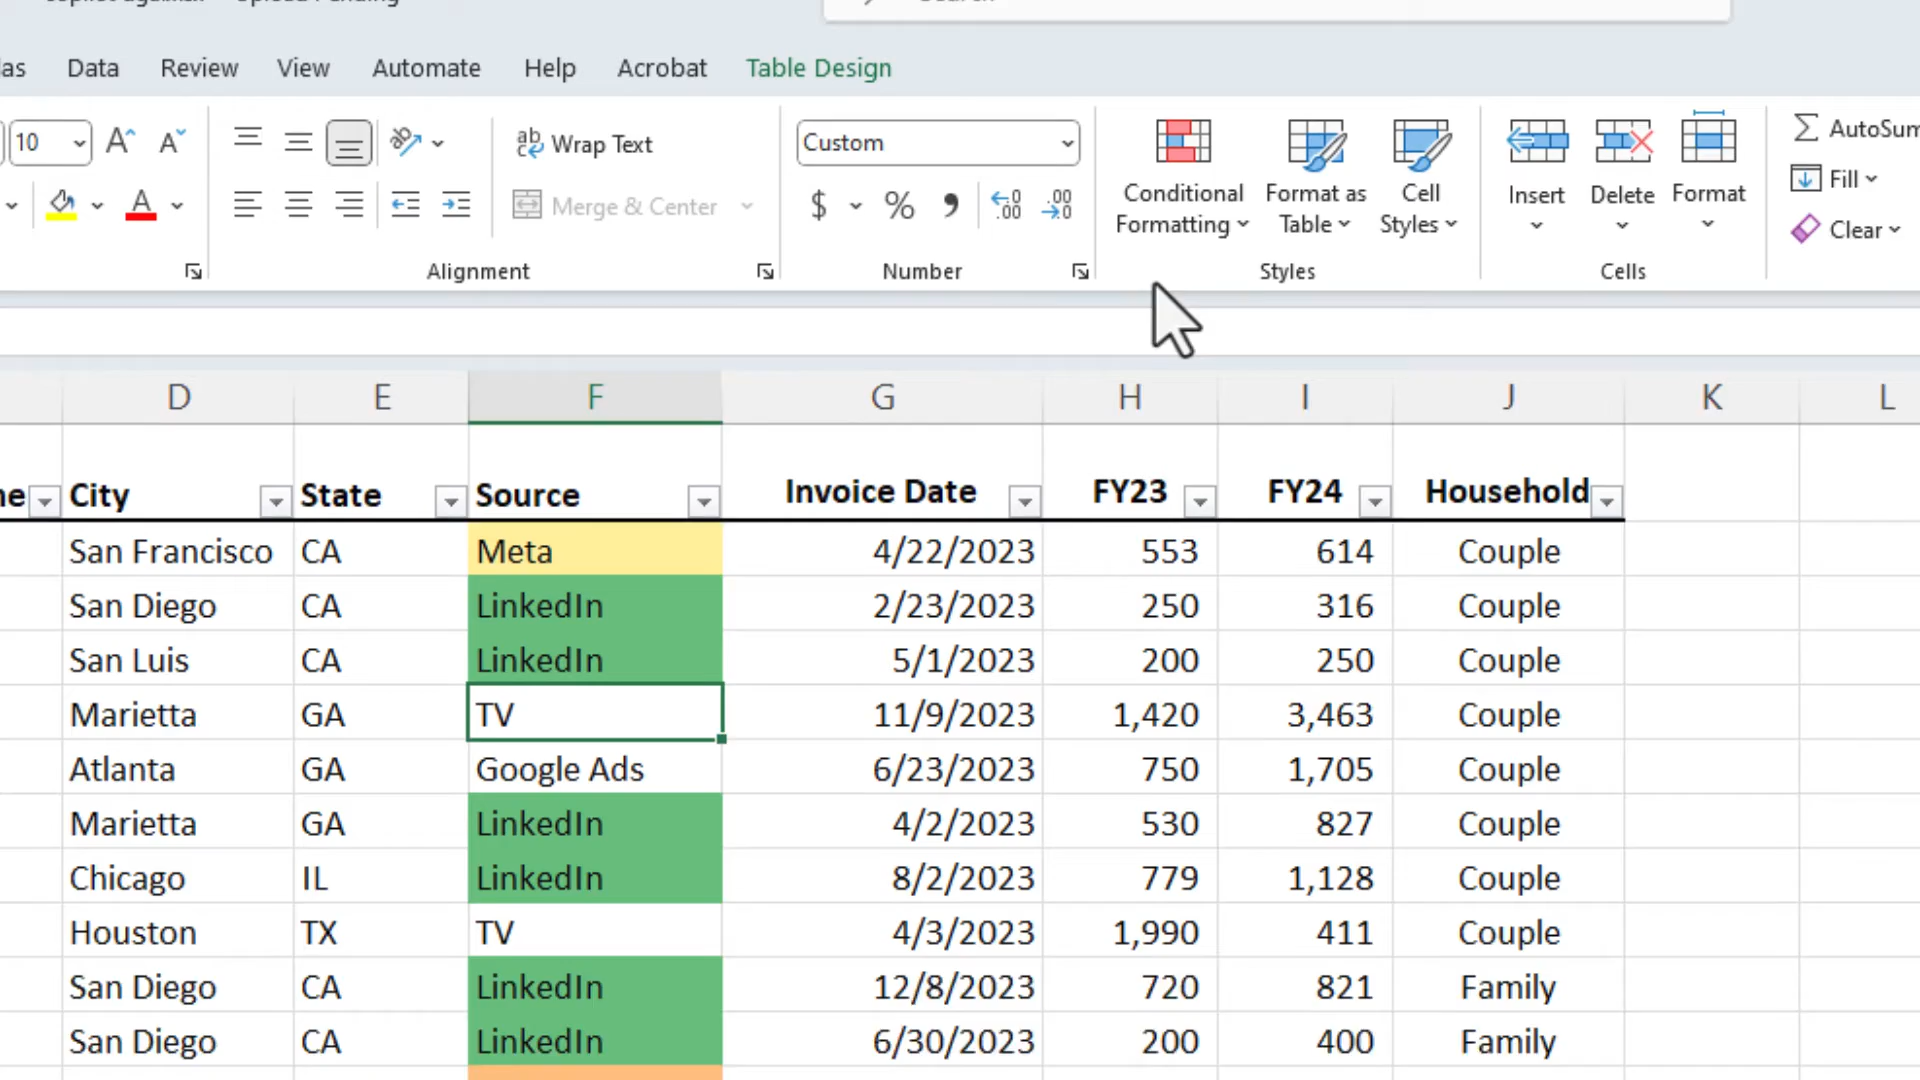 Data Review View Automate Help Acrobat Table Design
10 Wrap Text Custom Conditional Formatting Format as Table Cell Styles Insert Delete Format AutoSum
Merge & Center $ % Fill
Clear
Alignment Number Styles Cells
D E F G H I J K L
City State Source Invoice Date FY23 FY24 Household
San Francisco CA Meta 4/22/2023 553 614 Couple
San Diego CA LinkedIn 2/23/2023 250 316 Couple
San Luis CA LinkedIn 5/1/2023 200 250 Couple
Marietta GA TV 11/9/2023 1,420 3,463 Couple
Atlanta GA Google Ads 6/23/2023 750 1,705 Couple
Marietta GA LinkedIn 4/2/2023 530 827 Couple
Chicago IL LinkedIn 8/2/2023 779 1,128 Couple
Houston TX TV 4/3/2023 1,990 411 Couple
San Diego CA LinkedIn 12/8/2023 720 821 Family
San Diego CA LinkedIn 6/30/2023 200 400 Family